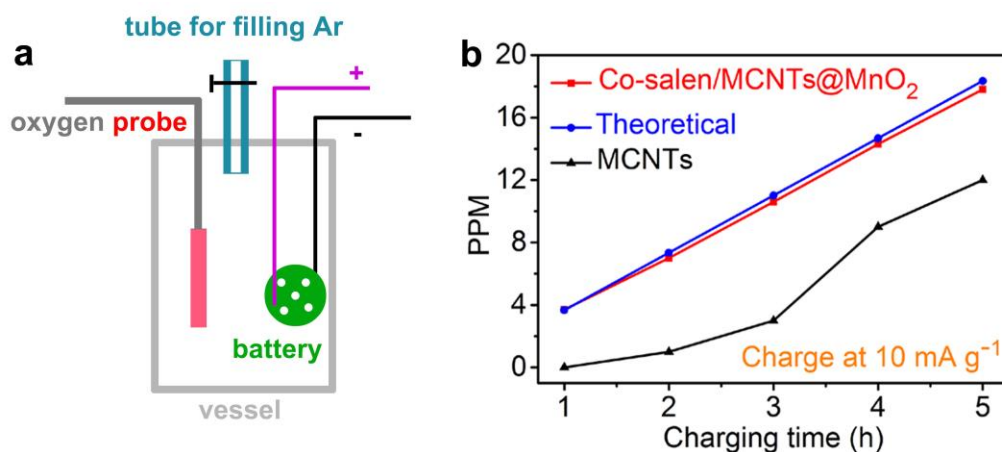 a
tube for filling Ar
+
-
oxygen probe
battery
vessel
b
PPM
20
16
12
8
4
0
Co-salen/MCNTs@MnO₂
Theoretical
MCNTs
Charge at 10 mA g⁻¹
1 2 3 4 5
Charging time (h)